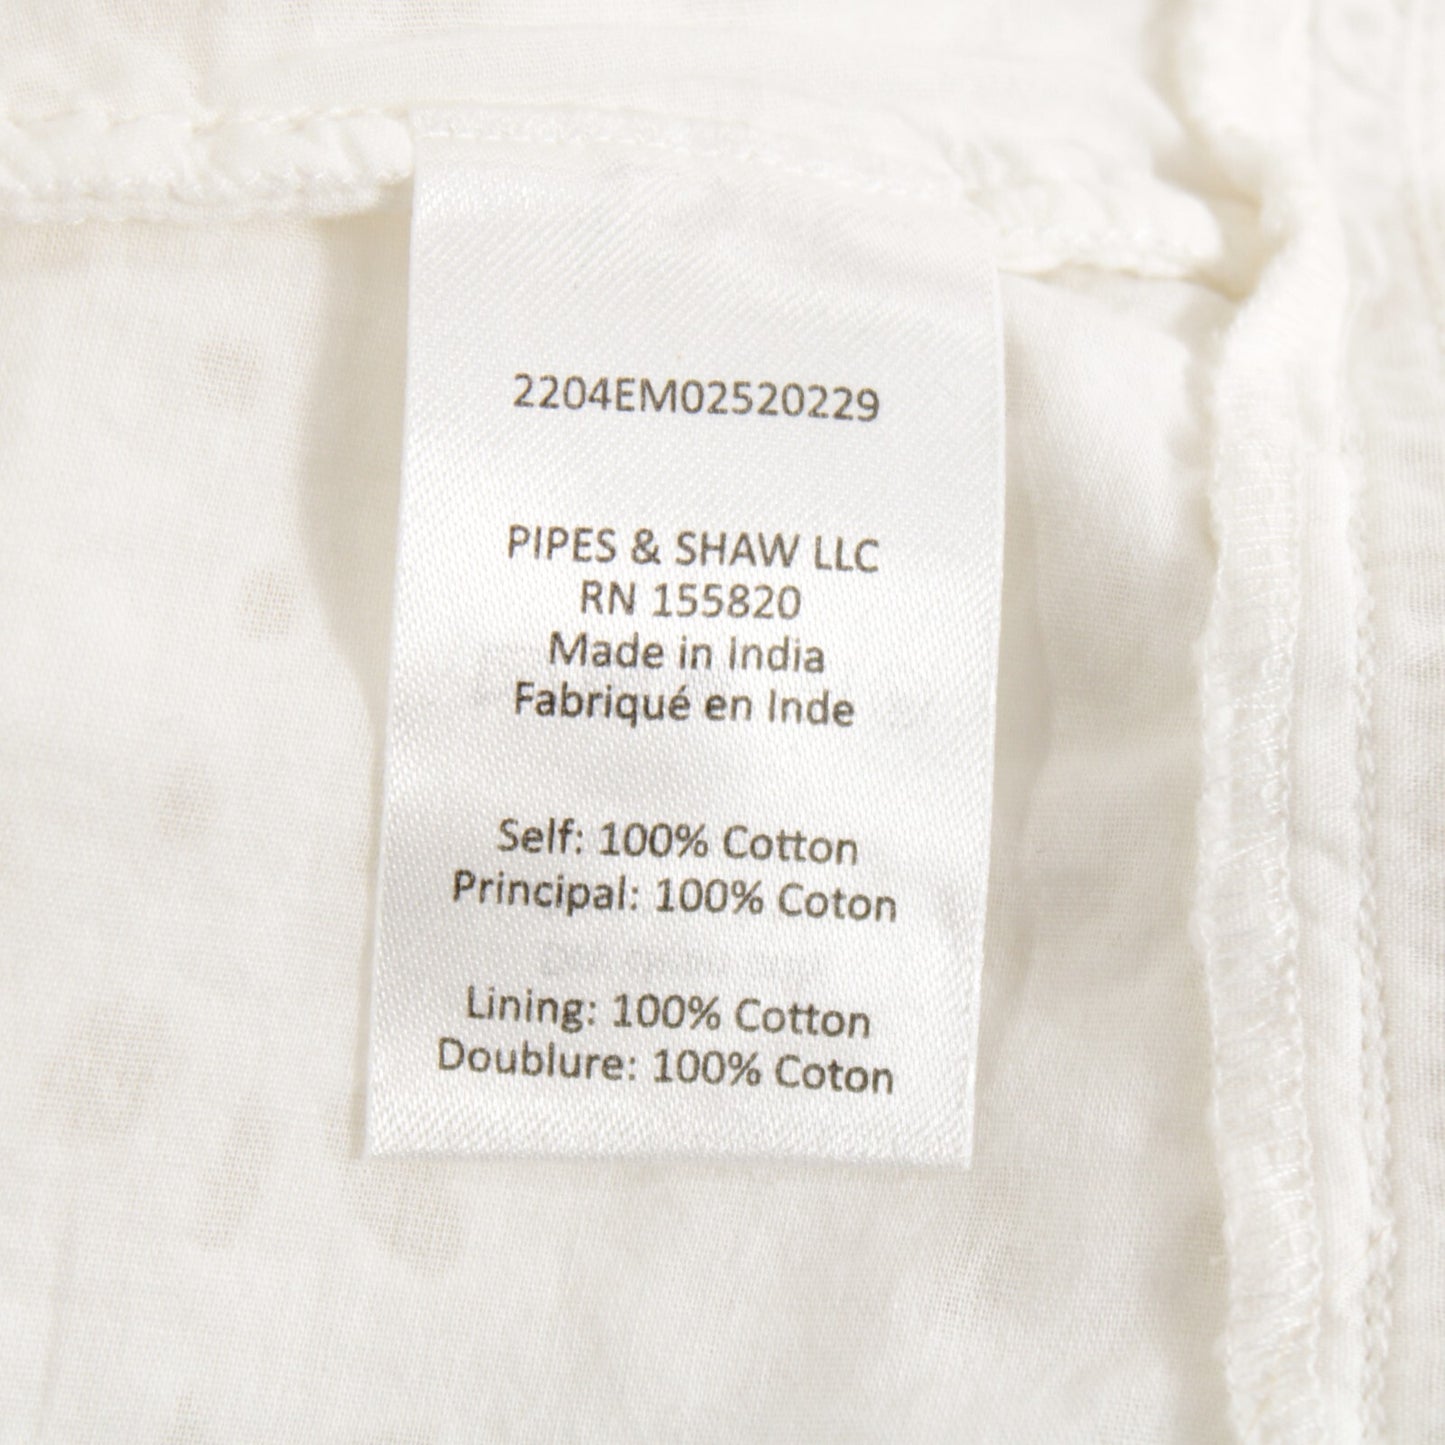 2204EM02520229
PIPES & SHAW LLC
RN 155820
Made in India
Fabriqué en Inde
Self: 100% Cotton
Principal: 100% Coton
Lining: 100% Cotton
Doublure: 100% Coton